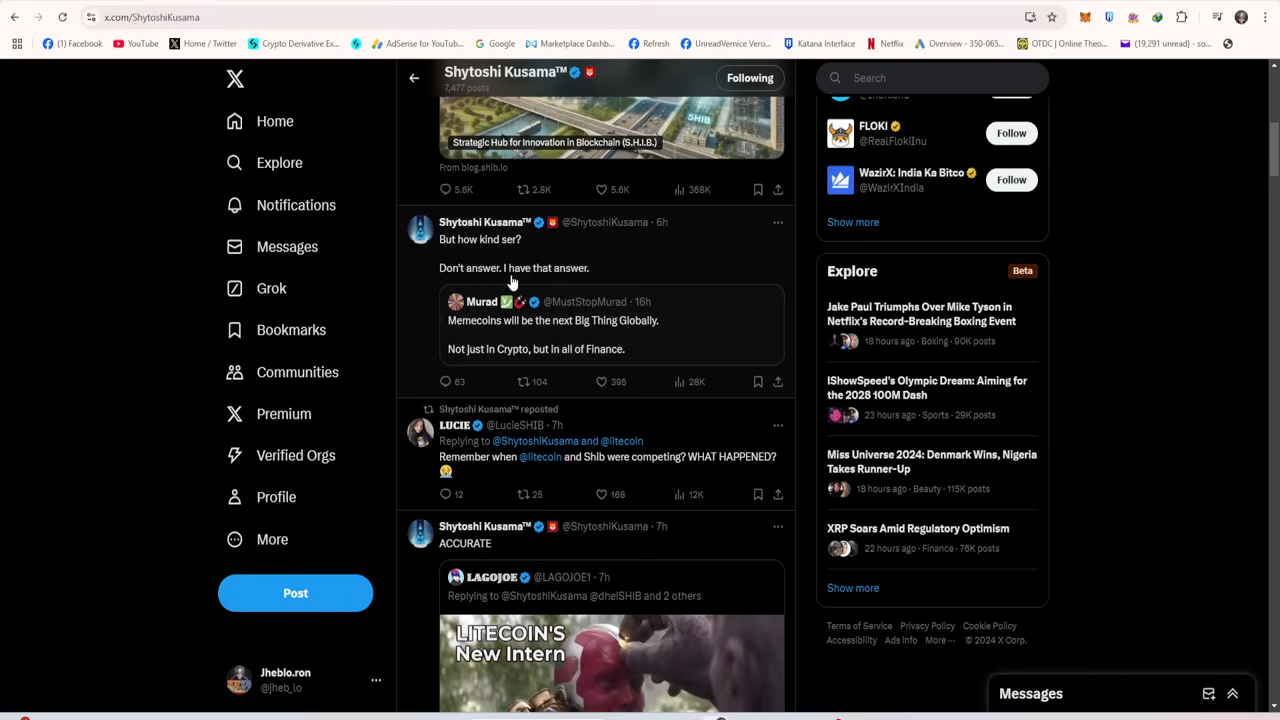 x.com/ShytoshiKusama
(1) Facebook
YouTube
Home / Twitter
Crypto Derivative Ex...
AdSense for YouTub...
Google
Marketplace Dashb...
Refresh
UnreadVernice Vero...
Katana Interface
Netflix
Overview - 350-065...
OTDC | Online Theo...
(19,291 unread) - so...
Home
Explore
Notifications
Messages
Grok
Bookmarks
Communities
Premium
Verified Orgs
Profile
More
Post
Jheblo.ron
@jheb_lo
Shytoshi Kusama™
7,477 posts
Following
SHIB
Strategic Hub for Innovation in Blockchain (S.H.I.B.)
From blog.shib.io
5.6K 2.8K 5.6K 369K
Shytoshi Kusama™ @ShytoshiKusama · 6h
But how kind ser?
Don't answer. I have that answer.
Murad @MustStopMurad · 16h
Memecoins will be the next Big Thing Globally.
Not just in Crypto, but in all of Finance.
63 104 395 28K
Shytoshi Kusama™ reposted
LUCIE @LucieSHIB · 7h
Replying to @ShytoshiKusama and @litecoin
Remember when @litecoin and Shib were competing? WHAT HAPPENED?
12 25 168 12K
Shytoshi Kusama™ @ShytoshiKusama · 7h
ACCURATE
LAGOJOE @LAGOJOE1 · 7h
Replying to @ShytoshiKusama @dhelSHIB and 2 others
LITECOIN'S
New Intern
Search
FLOKI
@RealFlokiInu
Follow
WazirX: India Ka Bitco
@WazirXIndia
Follow
Show more
Explore
Beta
Jake Paul Triumphs Over Mike Tyson in
Netflix's Record-Breaking Boxing Event
18 hours ago · Boxing · 90K posts
IShowSpeed's Olympic Dream: Aiming for
the 2028 100M Dash
23 hours ago · Sports · 29K posts
Miss Universe 2024: Denmark Wins, Nigeria
Takes Runner-Up
18 hours ago · Beauty · 115K posts
XRP Soars Amid Regulatory Optimism
22 hours ago · Finance · 76K posts
Show more
Terms of Service Privacy Policy Cookie Policy
Accessibility Ads info More ··· © 2024 X Corp.
Messages